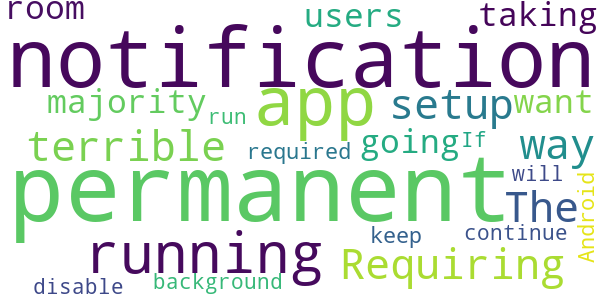 room users taking
notification
majority app setup want
run
terrible required going If way
permanent will The
running keep continue Android
Requiring
disable background